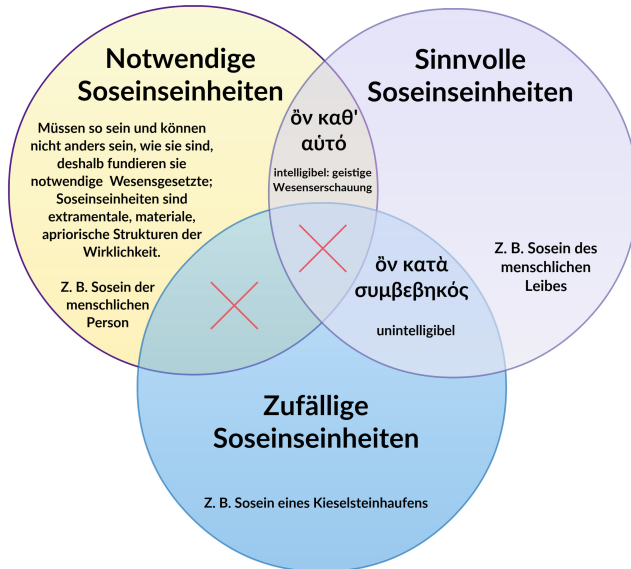 Notwendige
Soseinseinheiten
Müssen so sein und können
nicht anders sein, wie sie sind,
deshalb fundieren sie
notwendige Wesensgesetzte;
Soseinseinheiten sind
extramentale, materiale,
apriorische Strukturen der
Wirklichkeit.
Z. B. Sosein der
menschlichen
Person
Sinnvolle
Soseinseinheiten
Z. B. Sosein des
menschlichen
Leibes
ὂν καθ'
αὑτό
intelligibel: geistige
Wesenserschauung
ὄν κατὰ
συμβεβηκός
unintelligibel
Zufällige
Soseinseinheiten
Z. B. Sosein eines Kieselsteinhaufens